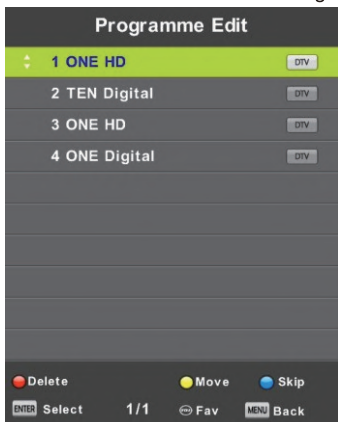 Programme Edit
1 ONE HD DTV
2 TEN Digital DTV
3 ONE HD DTV
4 ONE Digital DTV
Delete Move Skip
ENTER Select 1/1 Fav MENU Back